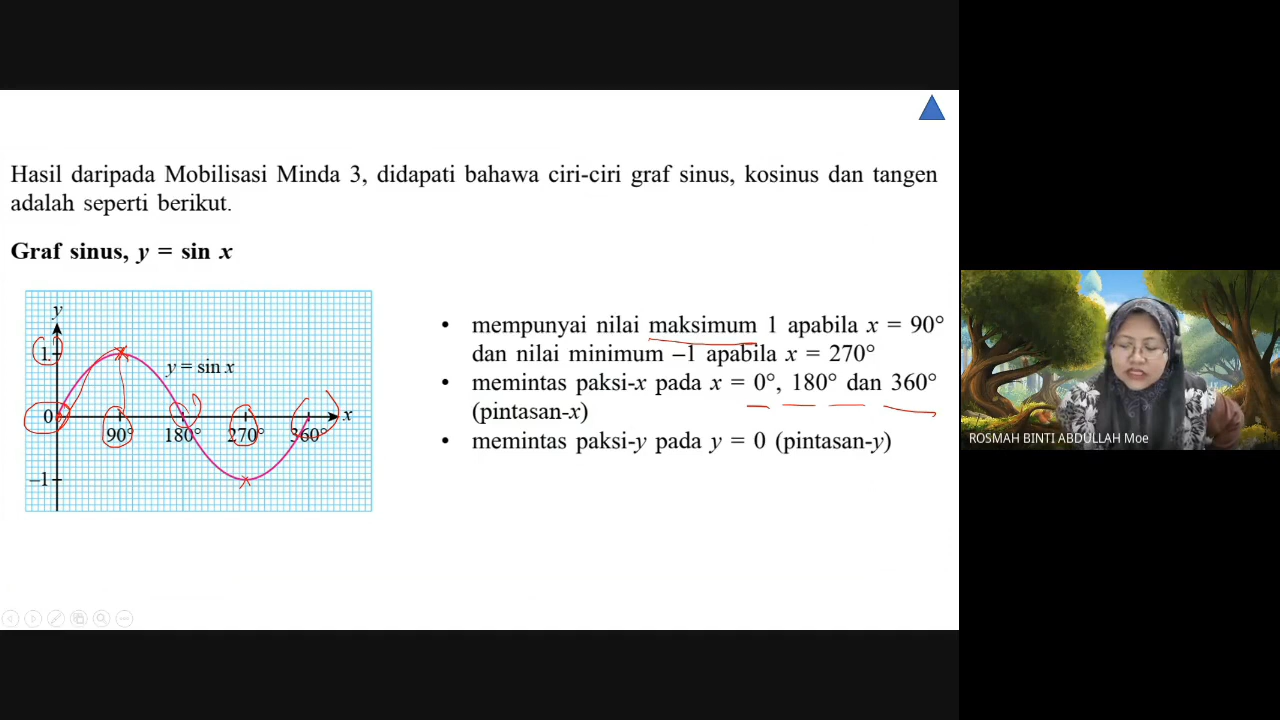 Hasil daripada Mobilisasi Minda 3, didapati bahawa ciri-ciri graf sinus, kosinus dan tangen
adalah seperti berikut.
Graf sinus, y = sin x
y
1
y = sin x
0
90° 180° 270° 360°
x
–1
• mempunyai nilai maksimum 1 apabila x = 90°
dan nilai minimum –1 apabila x = 270°
• memintas paksi-x pada x = 0°, 180° dan 360°
(pintasan-x)
• memintas paksi-y pada y = 0 (pintasan-y)
ROSMAH BINTI ABDULLAH Moe